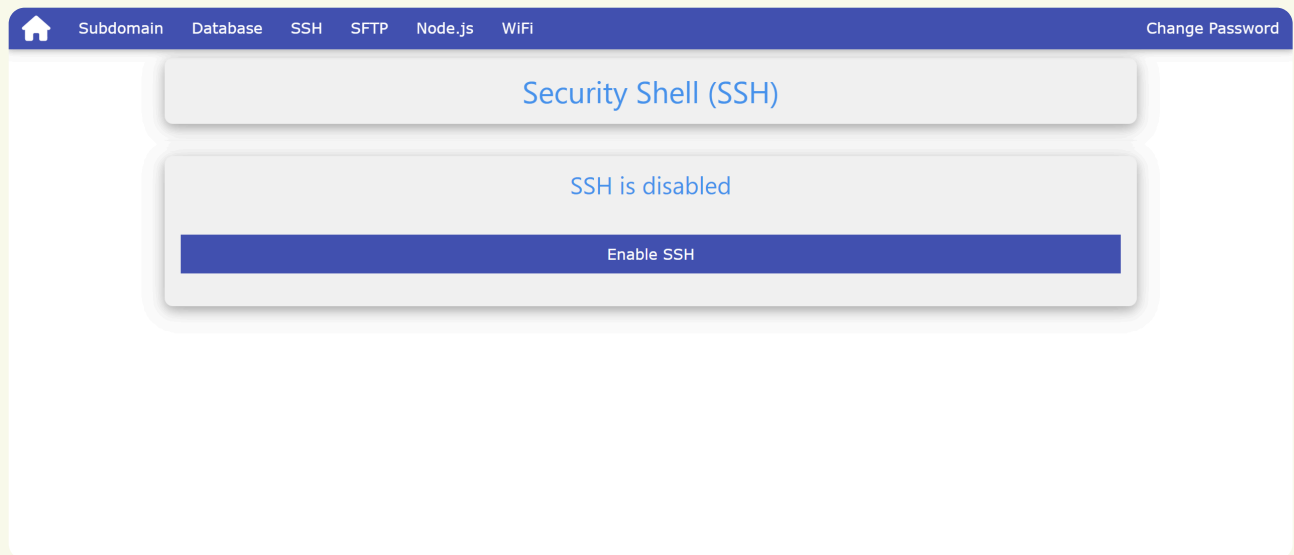 Subdomain Database SSH SFTP Node.js WiFi Change Password
Security Shell (SSH)
SSH is disabled
Enable SSH